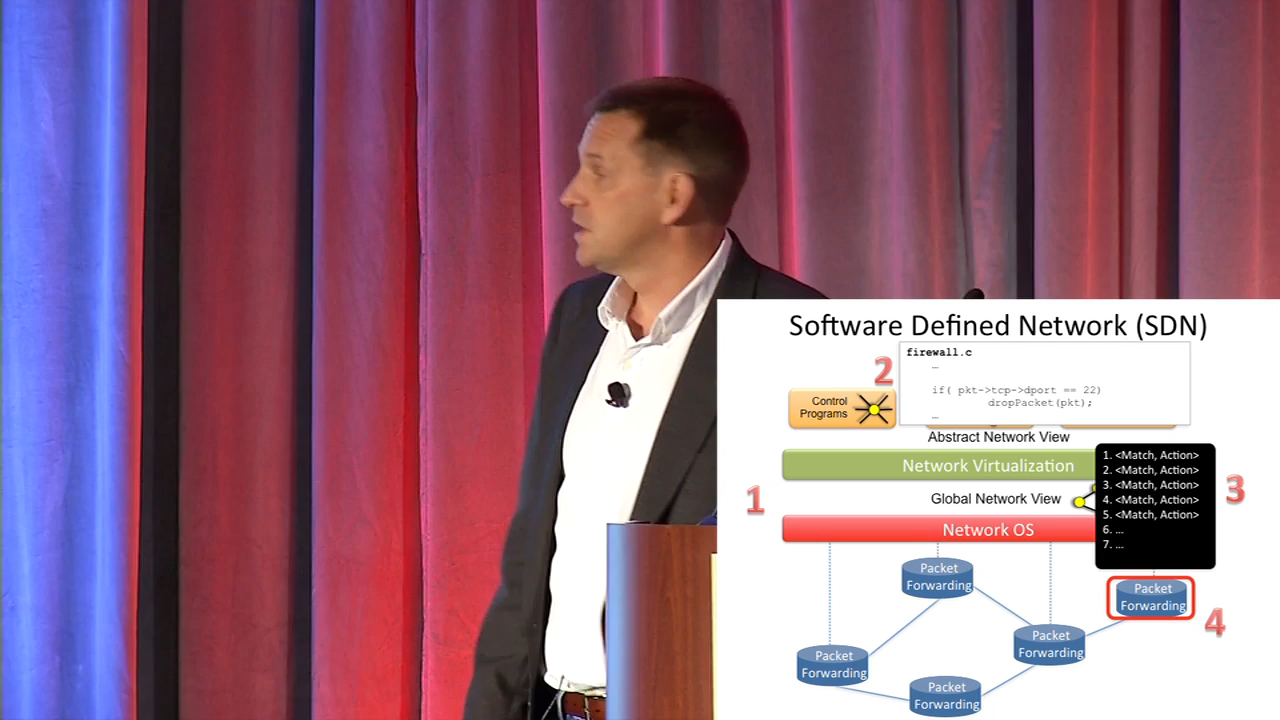 Software Defined Network (SDN)
2
firewall.c
…
if( pkt->tcp->dport == 22)
dropPacket(pkt);
…
Control
Programs
Abstract Network View
Network Virtualization
1
Global Network View
Network OS
1. <Match, Action>
2. <Match, Action>
3. <Match, Action>
4. <Match, Action>
5. <Match, Action>
6. …
7. …
3
Packet
Forwarding
Packet
Forwarding
4
Packet
Forwarding
Packet
Forwarding
Packet
Forwarding